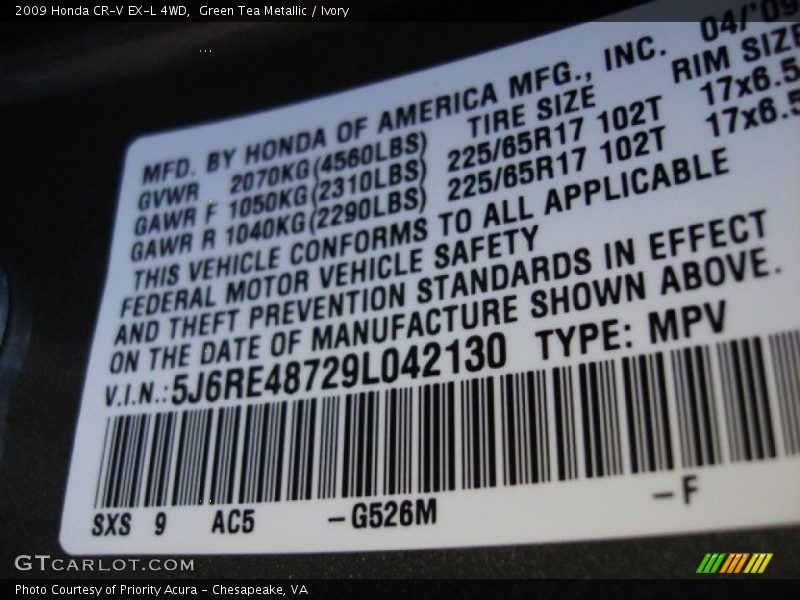 2009 Honda CR-V EX-L 4WD, Green Tea Metallic / Ivory
MFD. BY HONDA OF AMERICA MFG., INC. 04/'09
GVWR 2070KG(4560LBS) TIRE SIZE RIM SIZE
GAWR F 1050KG(2310LBS) 225/65R17 102T 17x6.5
GAWR R 1040KG(2290LBS) 225/65R17 102T 17x6.5
THIS VEHICLE CONFORMS TO ALL APPLICABLE
FEDERAL MOTOR VEHICLE SAFETY
AND THEFT PREVENTION STANDARDS IN EFFECT
ON THE DATE OF MANUFACTURE SHOWN ABOVE.
V.I.N.:5J6RE48729L042130 TYPE: MPV
SXS 9 AC5 -G526M -F
GTCARLOT.COM
Photo Courtesy of Priority Acura - Chesapeake, VA